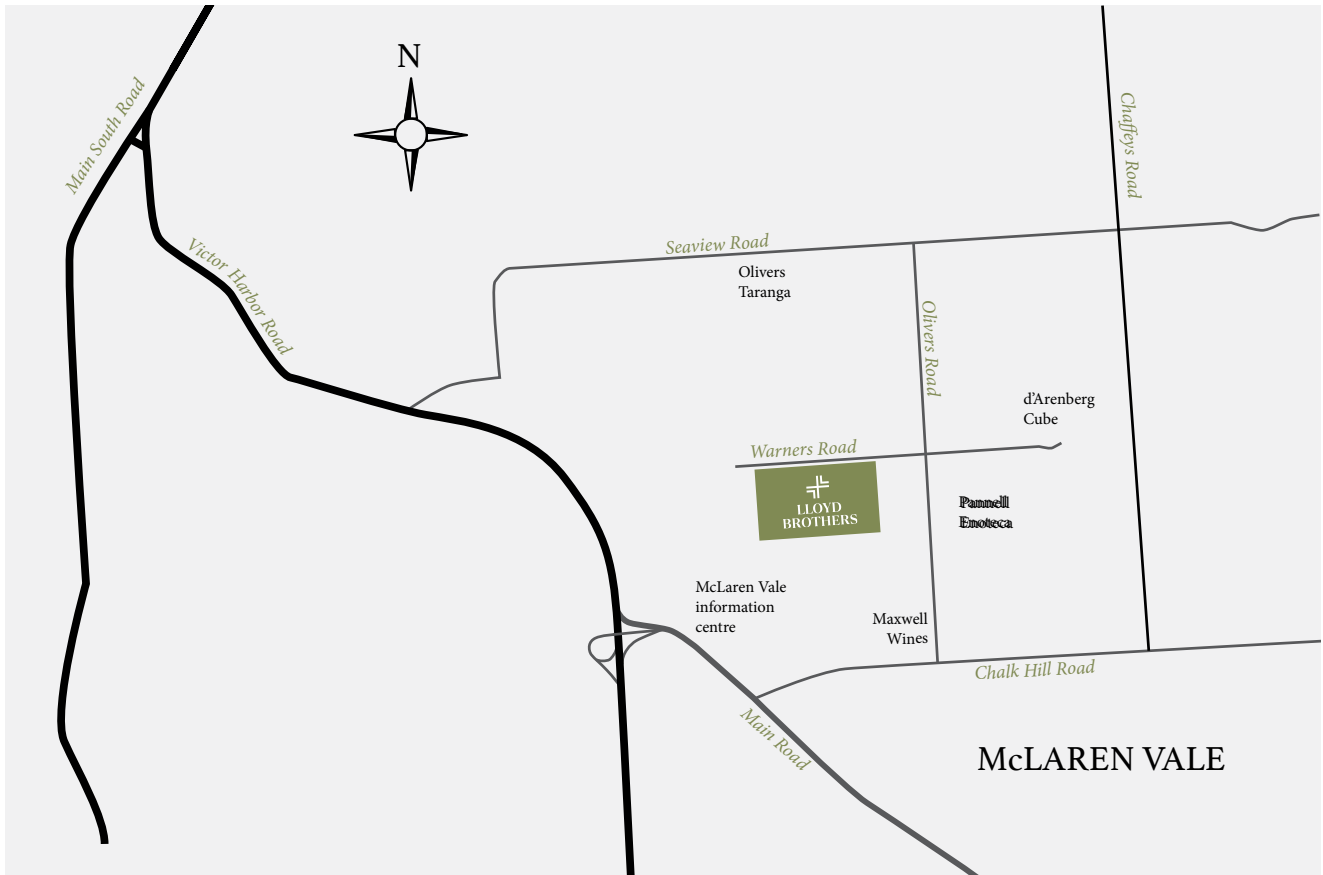 N
Main South Road
Chaffeys Road
Victor Harbor Road
Seaview Road
Olivers
Taranga
Olivers Road
d'Arenberg
Cube
Warners Road
LLOYD
BROTHERS
Pannell
Enoteca
McLaren Vale
information
centre
Maxwell
Wines
Chalk Hill Road
Main Road
McLAREN VALE